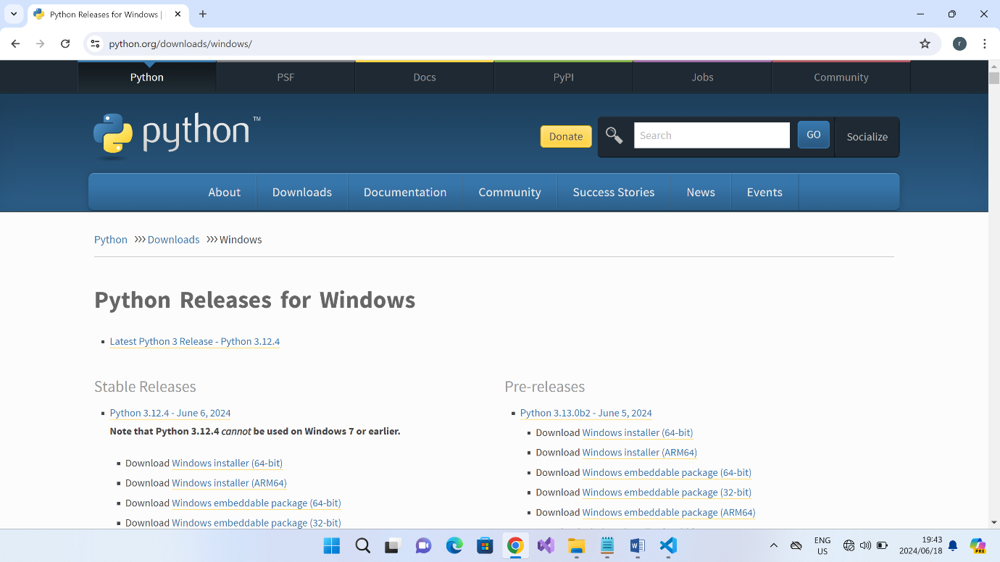 Python Releases for Windows |
python.org/downloads/windows/
r
Python PSF Docs PyPI Jobs Community
python™
Donate Search GO Socialize
About Downloads Documentation Community Success Stories News Events
Python >>> Downloads >>> Windows
Python Releases for Windows
Latest Python 3 Release - Python 3.12.4
Stable Releases
Python 3.12.4 - June 6, 2024
Note that Python 3.12.4 cannot be used on Windows 7 or earlier.
Download Windows installer (64-bit)
Download Windows installer (ARM64)
Download Windows embeddable package (64-bit)
Download Windows embeddable package (32-bit)
Pre-releases
Python 3.13.0b2 - June 5, 2024
Download Windows installer (64-bit)
Download Windows installer (ARM64)
Download Windows embeddable package (64-bit)
Download Windows embeddable package (32-bit)
Download Windows embeddable package (ARM64)
ENG
US
19:43
2024/06/18
PRE